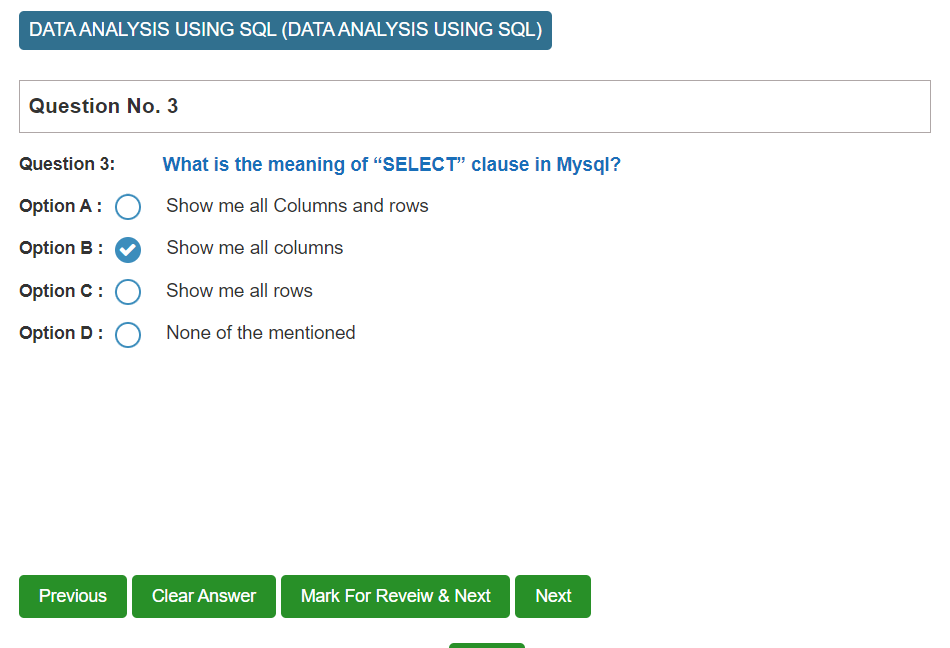 DATA ANALYSIS USING SQL (DATA ANALYSIS USING SQL)
Question No. 3
Question 3: What is the meaning of “SELECT” clause in Mysql?
Option A : Show me all Columns and rows
Option B : Show me all columns
Option C : Show me all rows
Option D : None of the mentioned
Previous Clear Answer Mark For Reveiw & Next Next